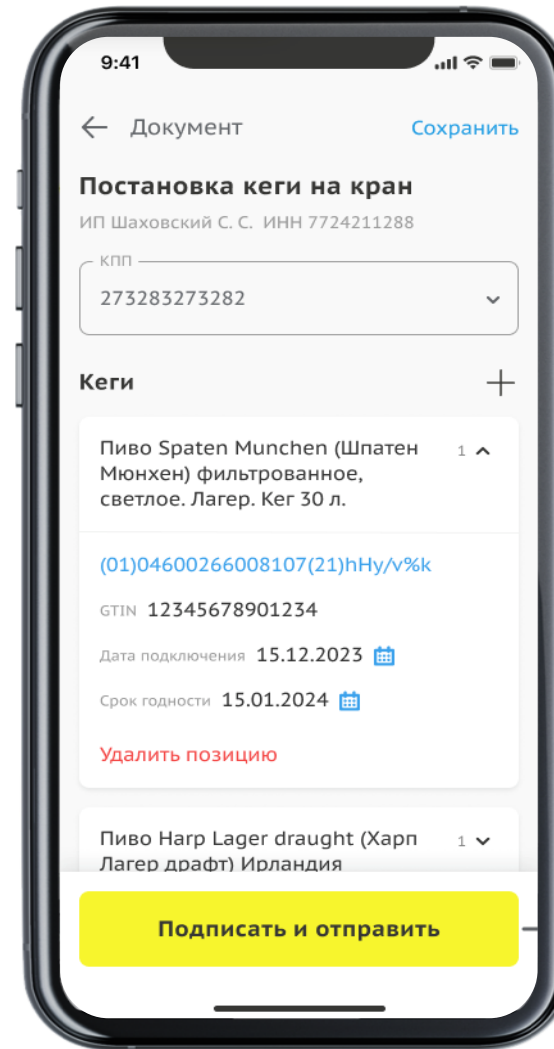 9:41
Документ
Сохранить
Постановка кеги на кран
ИП Шаховский С. С. ИНН 7724211288
КПП
273283273282
Кеги
Пиво Spaten Munchen (Шпатен
1
Мюнхен) фильтрованное,
светлое. Лагер. Кег 30 л.
(01)04600266008107(21)hHy/v%k
GTIN 12345678901234
Дата подключения 15.12.2023
Срок годности 15.01.2024
Удалить позицию
Пиво Harp Lager draught (Харп
1
Лагер драфт) Ирландия
Подписать и отправить